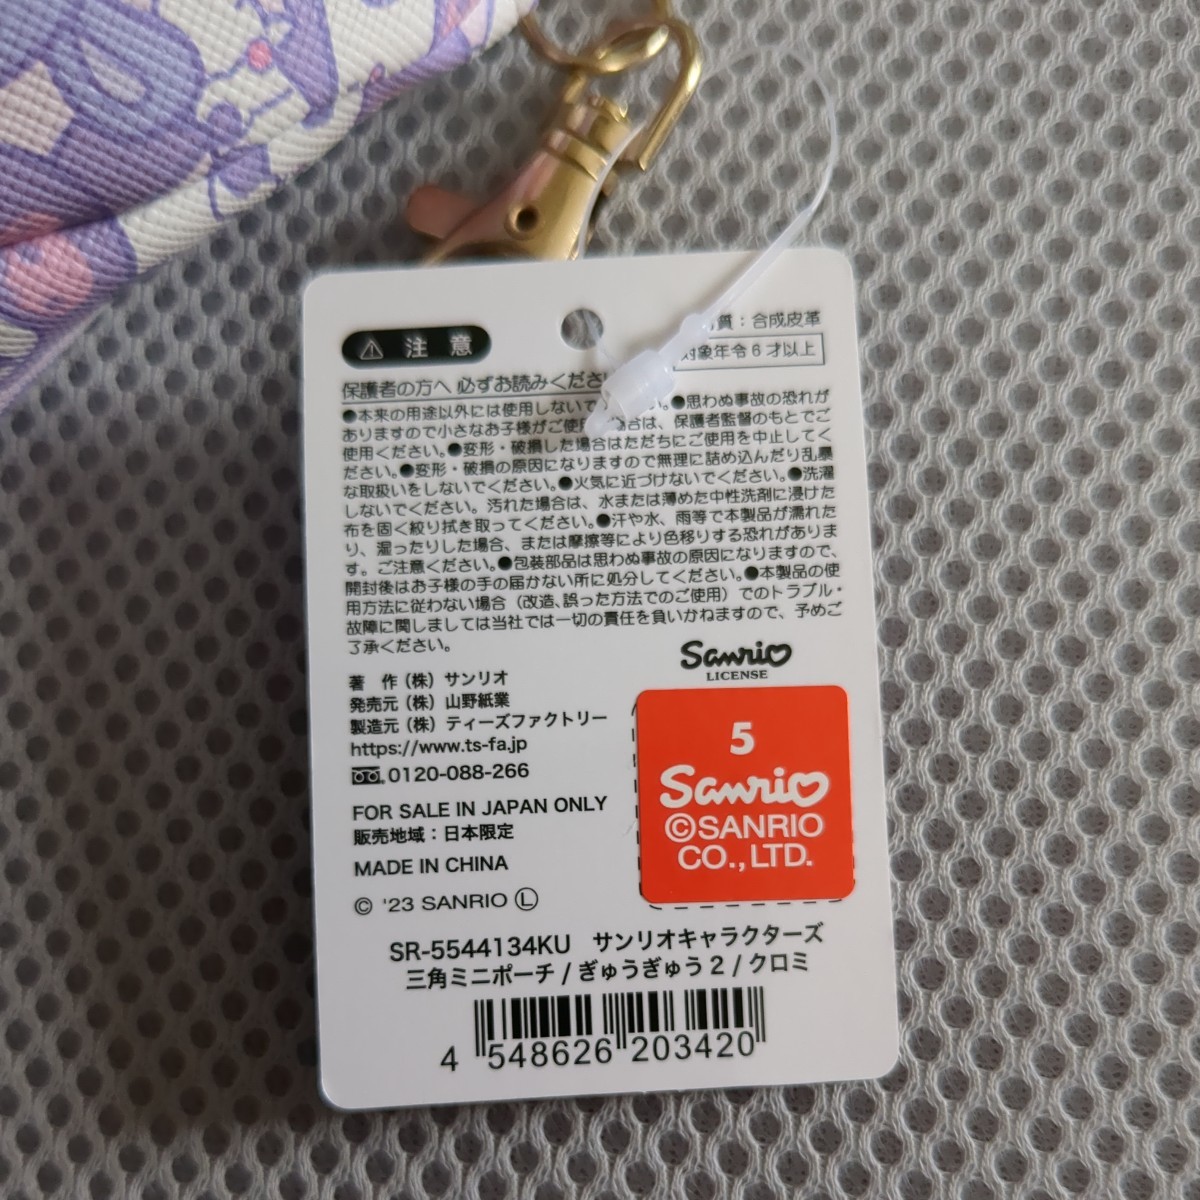 ⚠ 注意
質：合成皮革
対象年令6才以上
保護者の方へ 必ずお読みくださ
●本来の用途以外には使用しないで い。●思わぬ事故の恐れが
ありますので小さなお子様がご使用 場合は、保護者監督のもとでご
使用ください。●変形・破損した場合はただちにご使用を中止してく
ださい。●変形・破損の原因になりますので無理に詰め込んだり乱暴
な取扱いをしないでください。●火気に近づけないでください。●洗濯
しないでください。汚れた場合は、水または薄めた中性洗剤に浸けた
布を固く絞り拭き取ってください。●汗や水、雨等で本製品が濡れた
り、湿ったりした場合、または摩擦等により色移りする恐れがありま
す。ご注意ください。●包装部品は思わぬ事故の原因になりますので、
開封後はお子様の手の届かない所に処分してください。●本製品の使
用方法に従わない場合（改造、誤った方法でのご使用）でのトラブル・
故障に関しましては当社では一切の責任を負いかねますので、予めご
了承ください。
著　作（株）サンリオ
発売元（株）山野紙業
製造元（株）ティーズファクトリー
https://www.ts-fa.jp
0120-088-266
FOR SALE IN JAPAN ONLY
販売地域：日本限定
MADE IN CHINA
© '23 SANRIO Ⓛ
Sanrio
LICENSE
5
Sanrio
©SANRIO
CO.,LTD.
SR-5544134KU　サンリオキャラクターズ
三角ミニポーチ/ぎゅうぎゅう2/クロミ
4 548626 203420